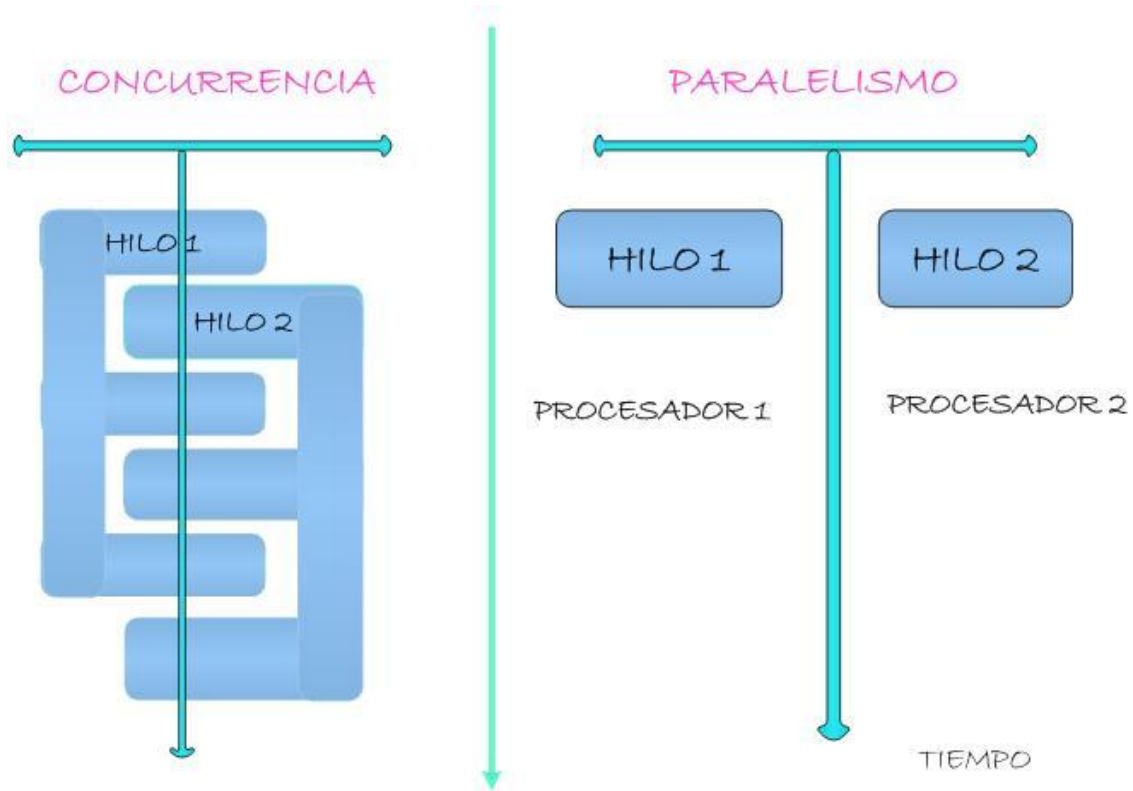 CONCURRENCIA
HILO 1
HILO 2
PARALELISMO
HILO 1
HILO 2
PROCESADOR 1
PROCESADOR 2
TIEMPO